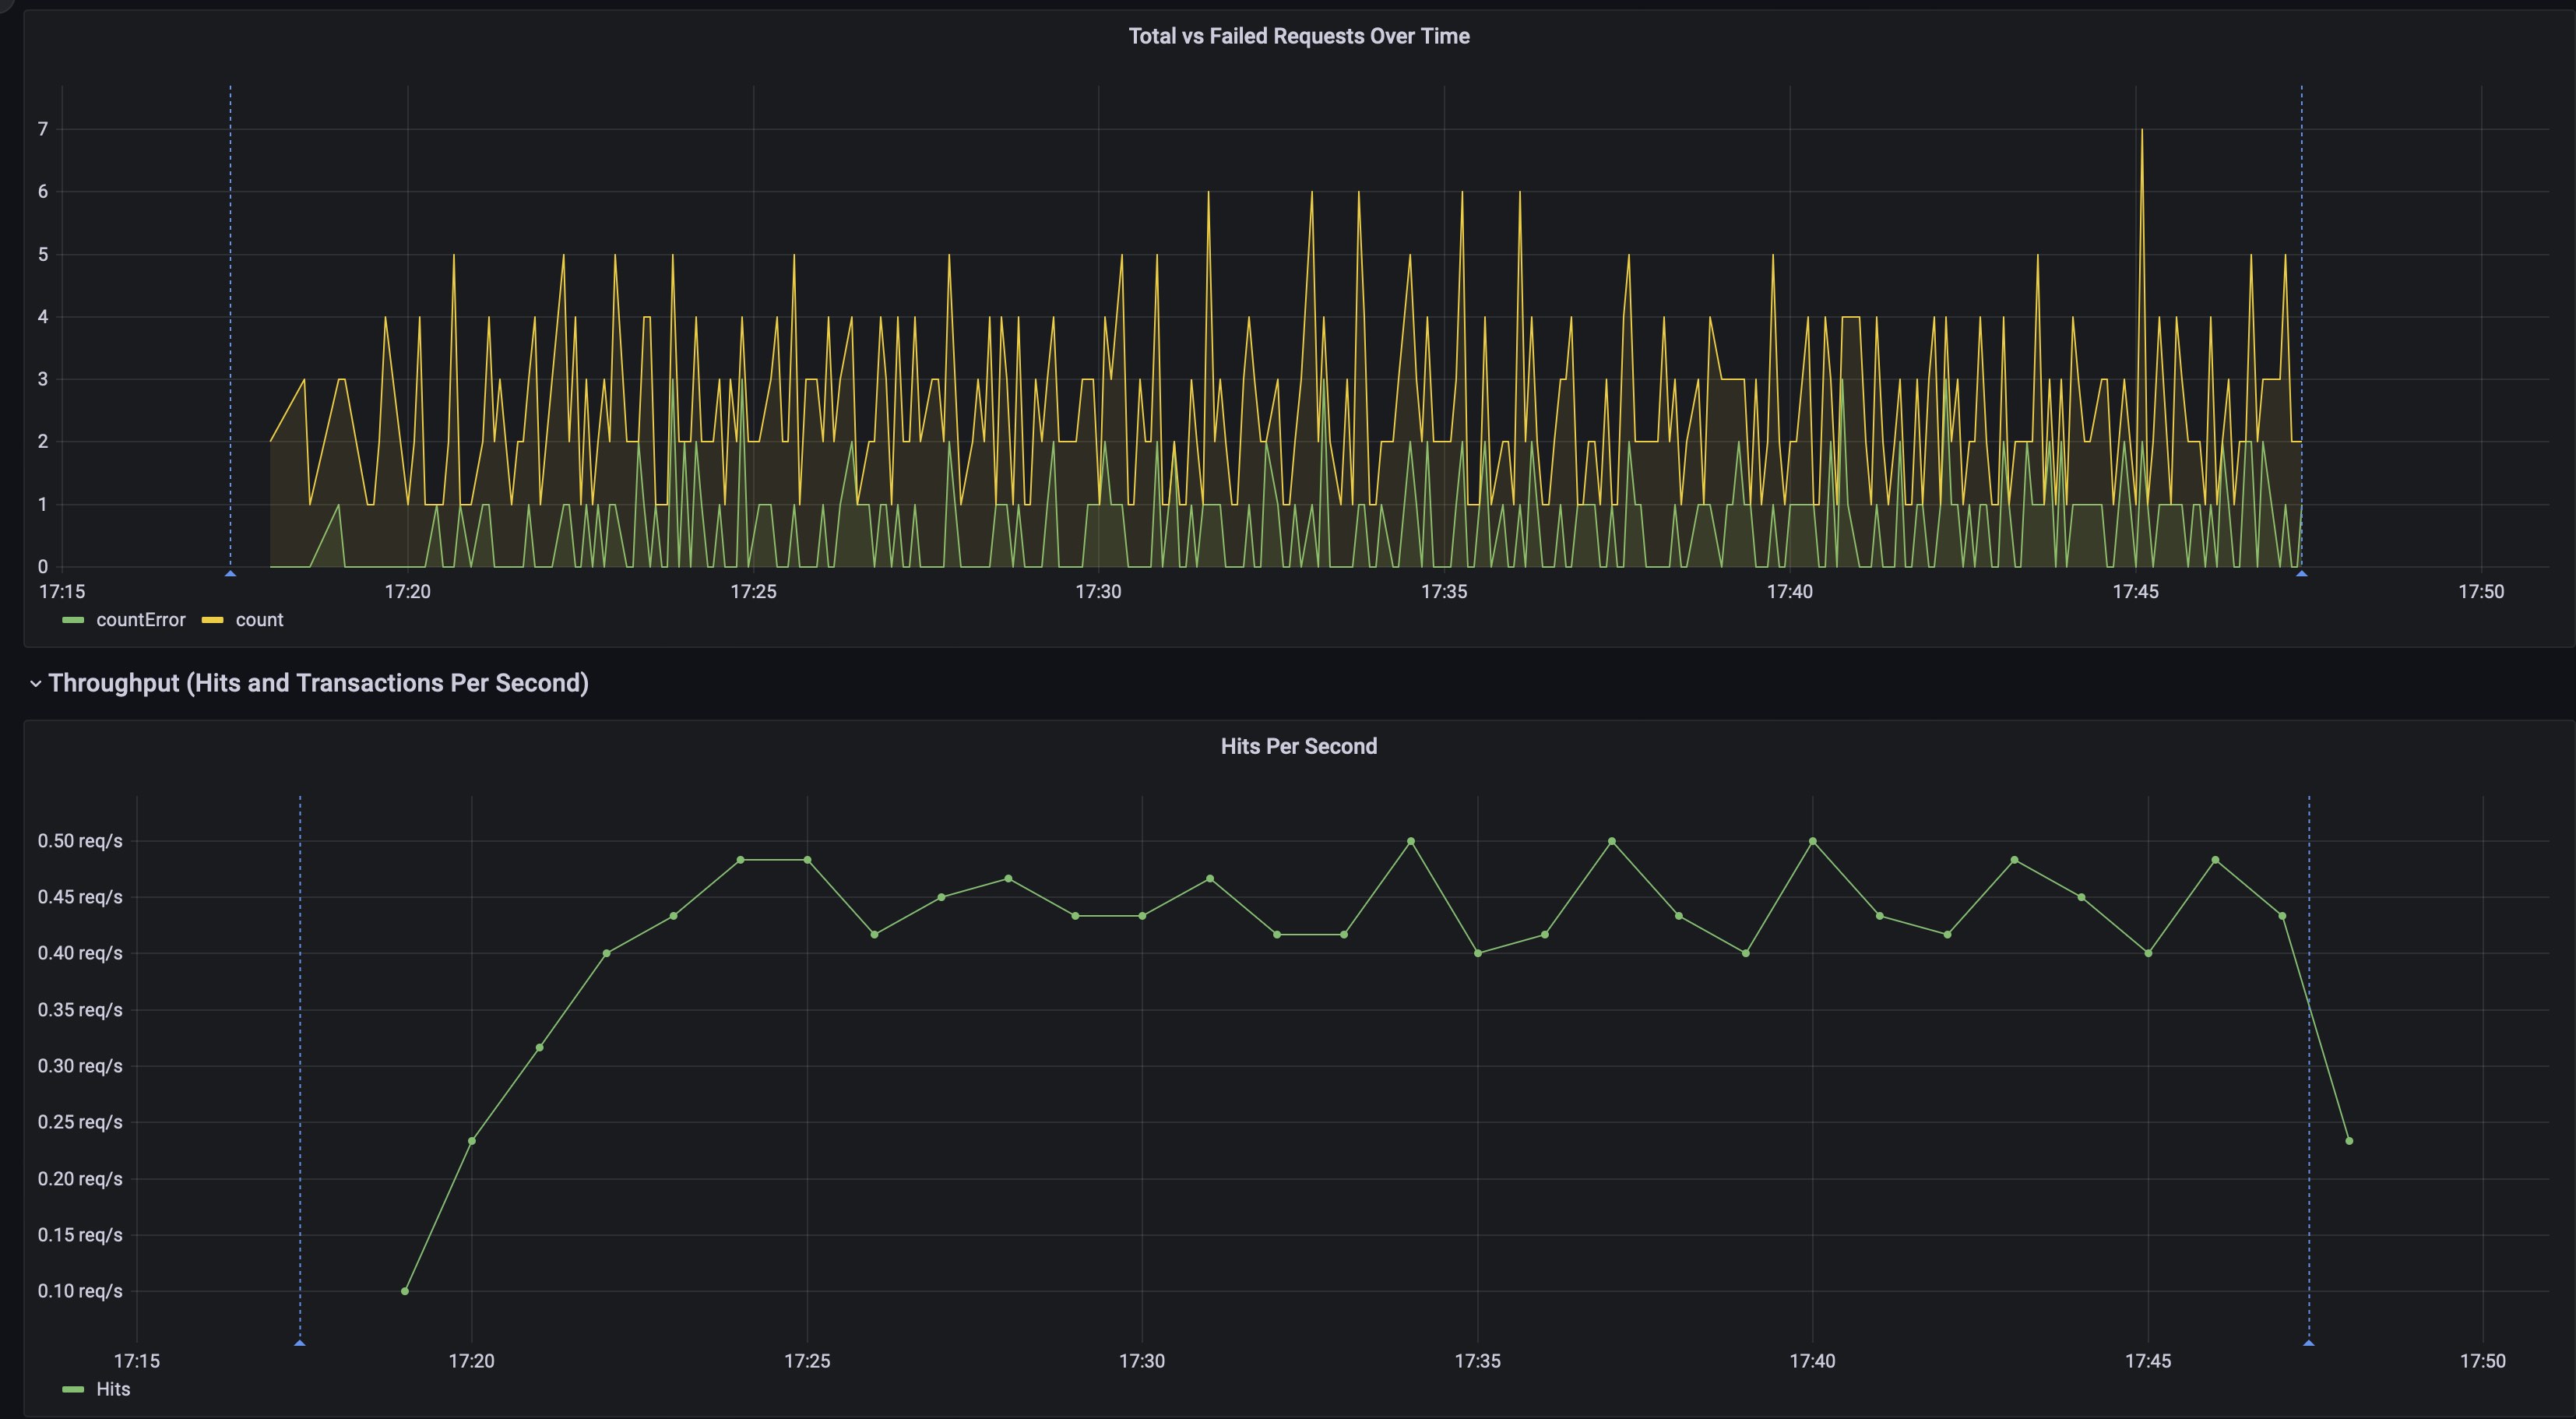 Total vs Failed Requests Over Time
7
6
5
4
3
2
1
0
17:15 17:20 17:25 17:30 17:35 17:40 17:45 17:50
countError count
Throughput (Hits and Transactions Per Second)
Hits Per Second
0.50 req/s
0.45 req/s
0.40 req/s
0.35 req/s
0.30 req/s
0.25 req/s
0.20 req/s
0.15 req/s
0.10 req/s
17:15 17:20 17:25 17:30 17:35 17:40 17:45 17:50
Hits